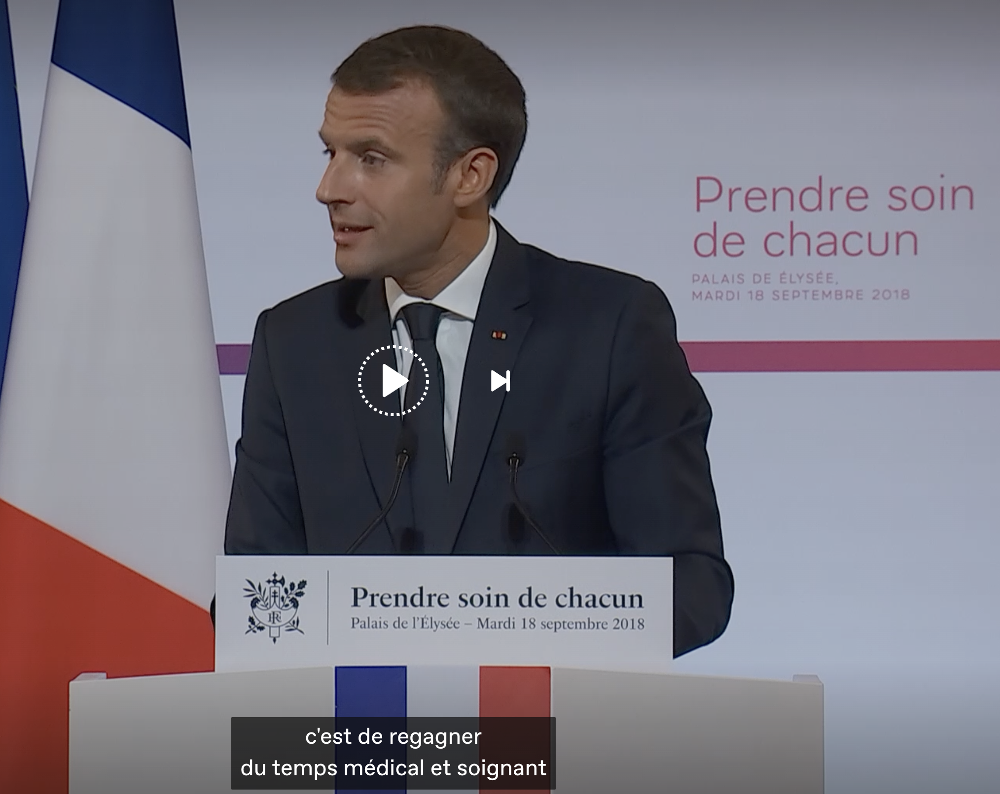 Prendre soin
de chacun
PALAIS DE ÉLYSÉE,
MARDI 18 SEPTEMBRE 2018
RF
Prendre soin de chacun
Palais de l'Élysée – Mardi 18 septembre 2018
c'est de regagner
du temps médical et soignant